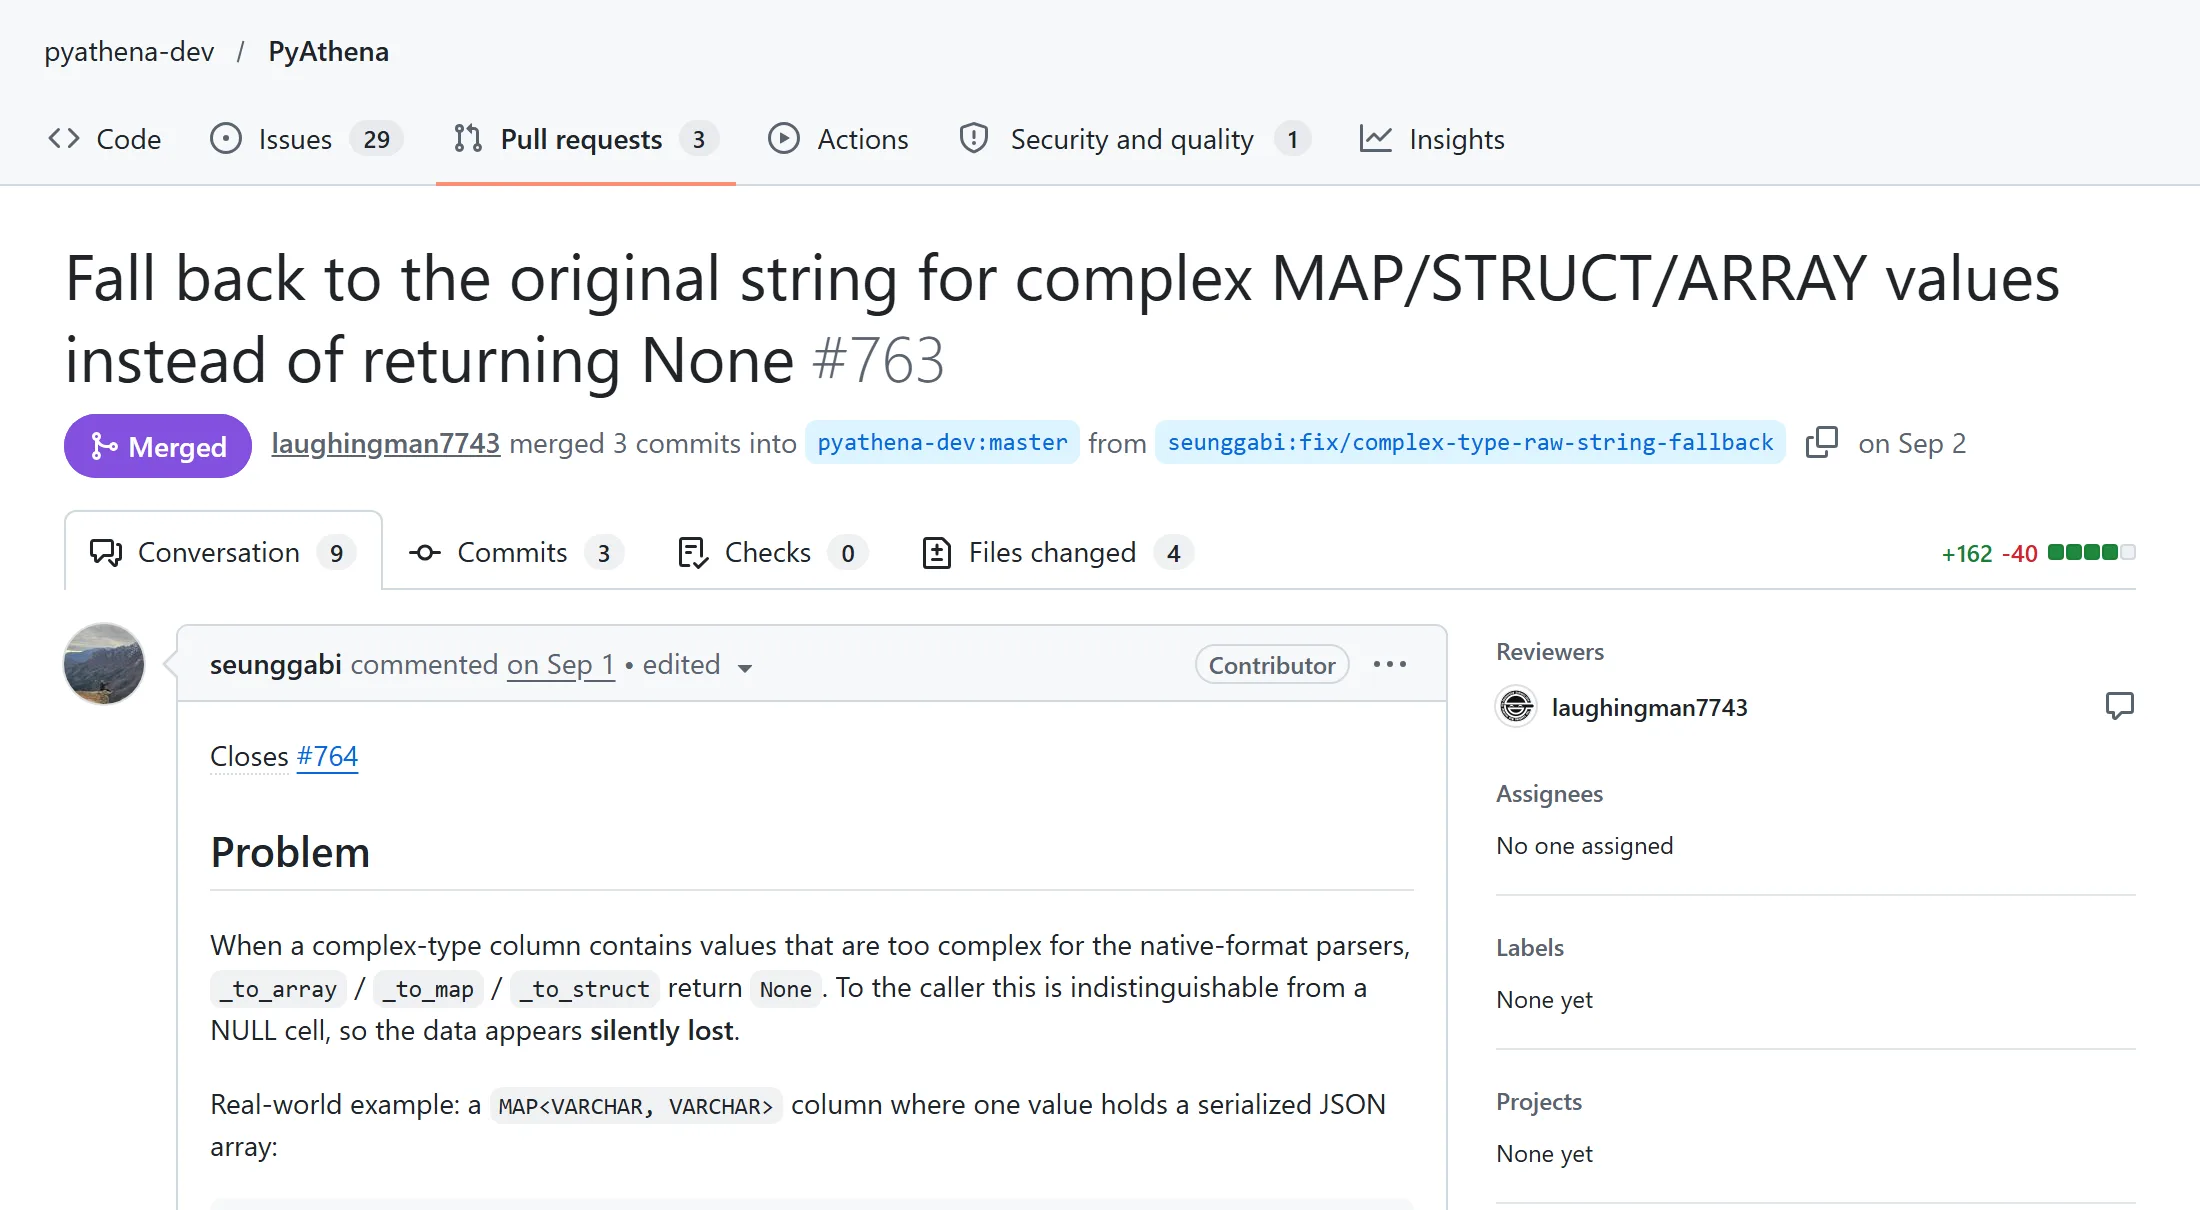 pyathena-dev / PyAthena
Code Issues 29 Pull requests 3 Actions Security and quality 1 Insights
Fall back to the original string for complex MAP/STRUCT/ARRAY values
instead of returning None #763
Merged laughingman7743 merged 3 commits into pyathena-dev:master from seunggabi:fix/complex-type-raw-string-fallback on Sep 2
Conversation 9 Commits 3 Checks 0 Files changed 4 +162 -40
seunggabi commented on Sep 1 • edited Contributor
Closes #764
Problem
When a complex-type column contains values that are too complex for the native-format parsers,
_to_array / _to_map / _to_struct return None. To the caller this is indistinguishable from a
NULL cell, so the data appears silently lost.
Real-world example: a MAP<VARCHAR, VARCHAR> column where one value holds a serialized JSON
array:
Reviewers
laughingman7743
Assignees
No one assigned
Labels
None yet
Projects
None yet